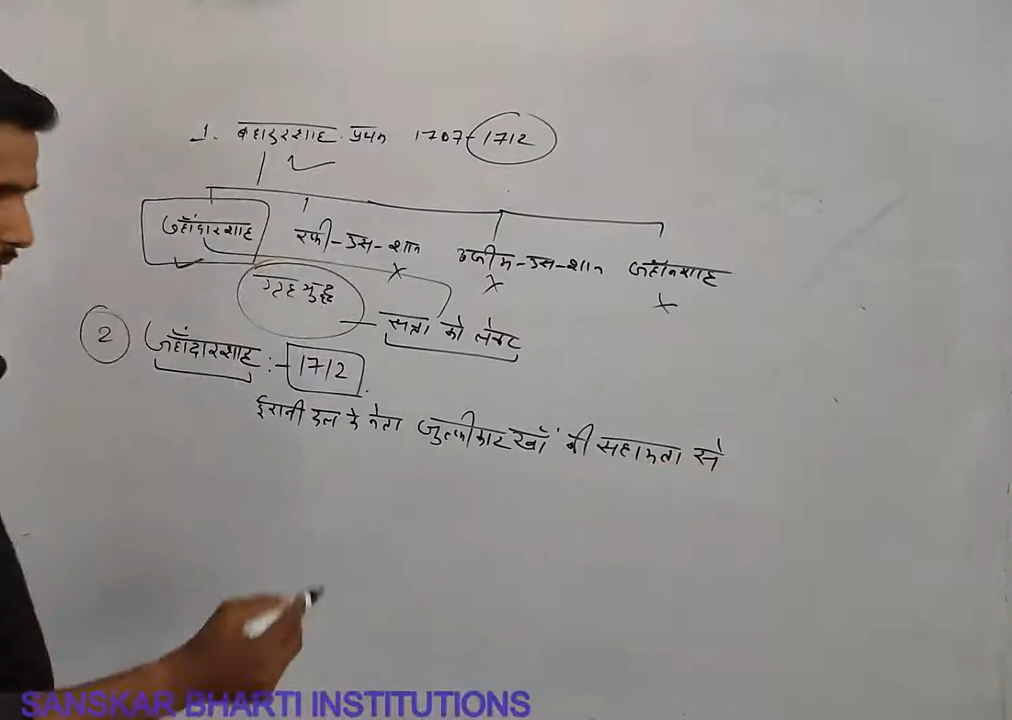 1. बहादुरशाह प्रथम 1707-1712
जहाँदारशाह रफी-उस-शान अजीम-उस-शान जहाँनशाह
गृह युद्ध - सत्ता को लेकर
2 जहाँदारशाह :- 1712.
ईरानी दल के नेता जुल्फीकार खाँ की सहायता से
SANSKAR BHARTI INSTITUTIONS